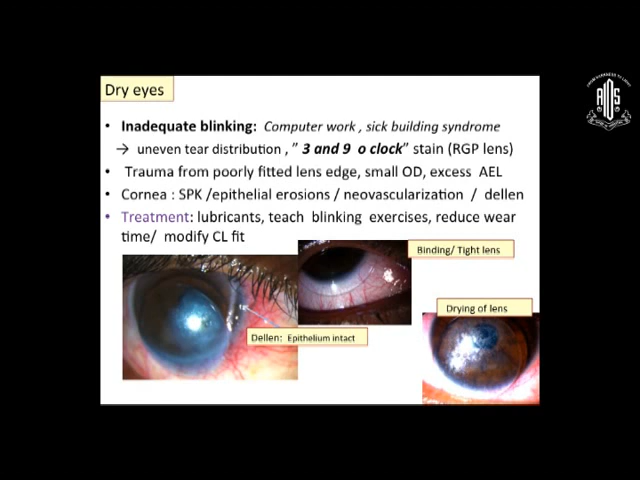 Dry eyes
• Inadequate blinking: Computer work , sick building syndrome
→ uneven tear distribution , " 3 and 9 o clock" stain (RGP lens)
• Trauma from poorly fitted lens edge, small OD, excess AEL
• Cornea : SPK /epithelial erosions / neovascularization / dellen
• Treatment: lubricants, teach blinking exercises, reduce wear
time/ modify CL fit
Binding/ Tight lens
Drying of lens
Dellen: Epithelium intact
AIOS